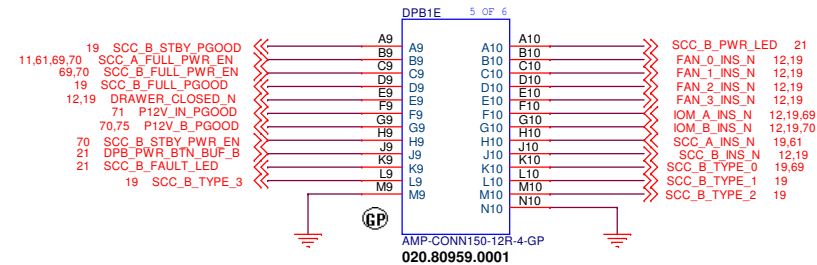 DPB1E 5 OF 6
19 SCC_B_STBY_PGOOD A9 A9 A10 A10 SCC_B_PWR_LED 21
11,61,69,70 SCC_A_FULL_PWR_EN B9 B9 B10 B10 FAN_0_INS_N 12,19
69,70 SCC_B_FULL_PWR_EN C9 C9 C10 C10 FAN_1_INS_N 12,19
19 SCC_B_FULL_PGOOD D9 D9 D10 D10 FAN_2_INS_N 12,19
12,19 DRAWER_CLOSED_N E9 E9 E10 E10 FAN_3_INS_N 12,19
71 P12V_IN_PGOOD F9 F9 F10 F10 IOM_A_INS_N 12,19,69
70,75 P12V_B_PGOOD G9 G9 G10 G10 IOM_B_INS_N 12,19,70
70 SCC_B_STBY_PWR_EN H9 H9 H10 H10 SCC_A_INS_N 19,61
21 DPB_PWR_BTN_BUF_B J9 J9 J10 J10 SCC_B_INS_N 12,19
21 SCC_B_FAULT_LED K9 K9 K10 K10 SCC_B_TYPE_0 19,69
19 SCC_B_TYPE_3 L9 L9 L10 L10 SCC_B_TYPE_1 19
M9 M9 M10 M10 SCC_B_TYPE_2 19
N10 N10
GP
AMP-CONN150-12R-4-GP
020.80959.0001